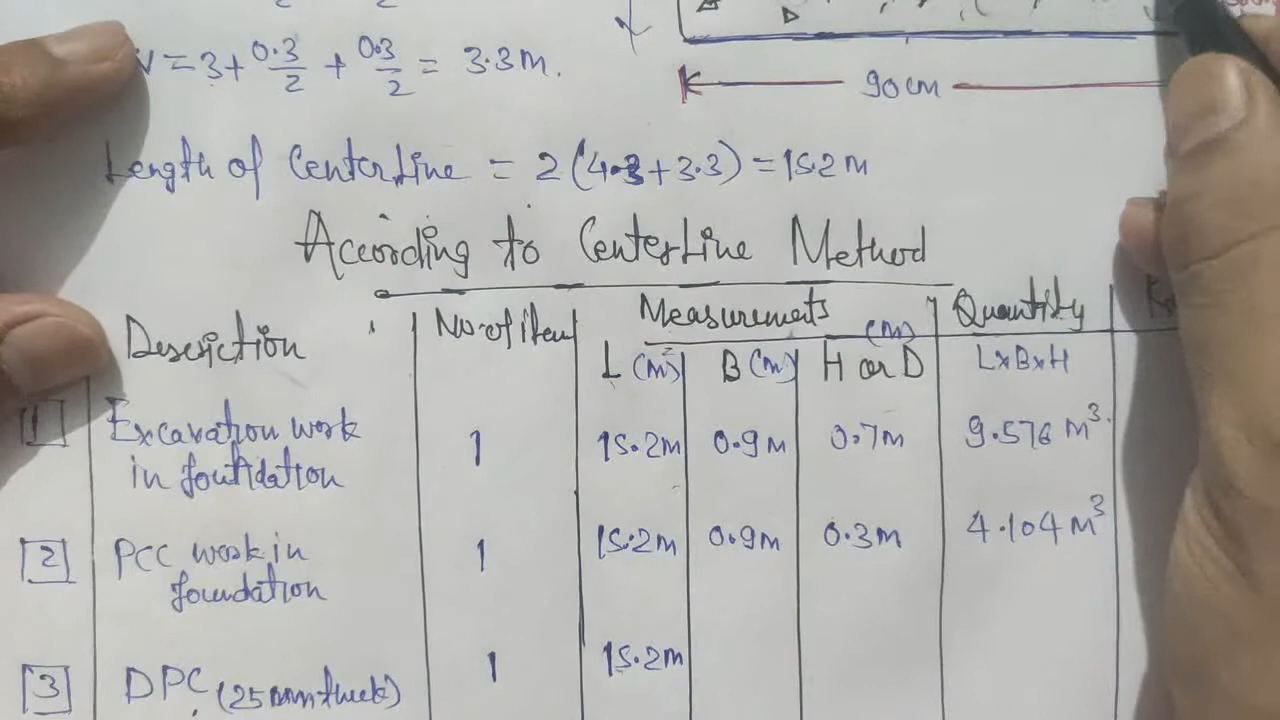 V = 3 + 0.3/2 + 0.3/2 = 3.3m.
90cm
Length of Centerline = 2 (4.3 + 3.3) = 15.2m
According to Centerline Method
Description No. of item Measurements (m) Quantity
L (m) B (m) H or D L×B×H
1 Excavation work in foundation 1 15.2m 0.9m 0.7m 9.576 m³.
2 PCC work in foundation 1 15.2m 0.9m 0.3m 4.104 m³
3 DPC (25mm thick) 1 15.2m